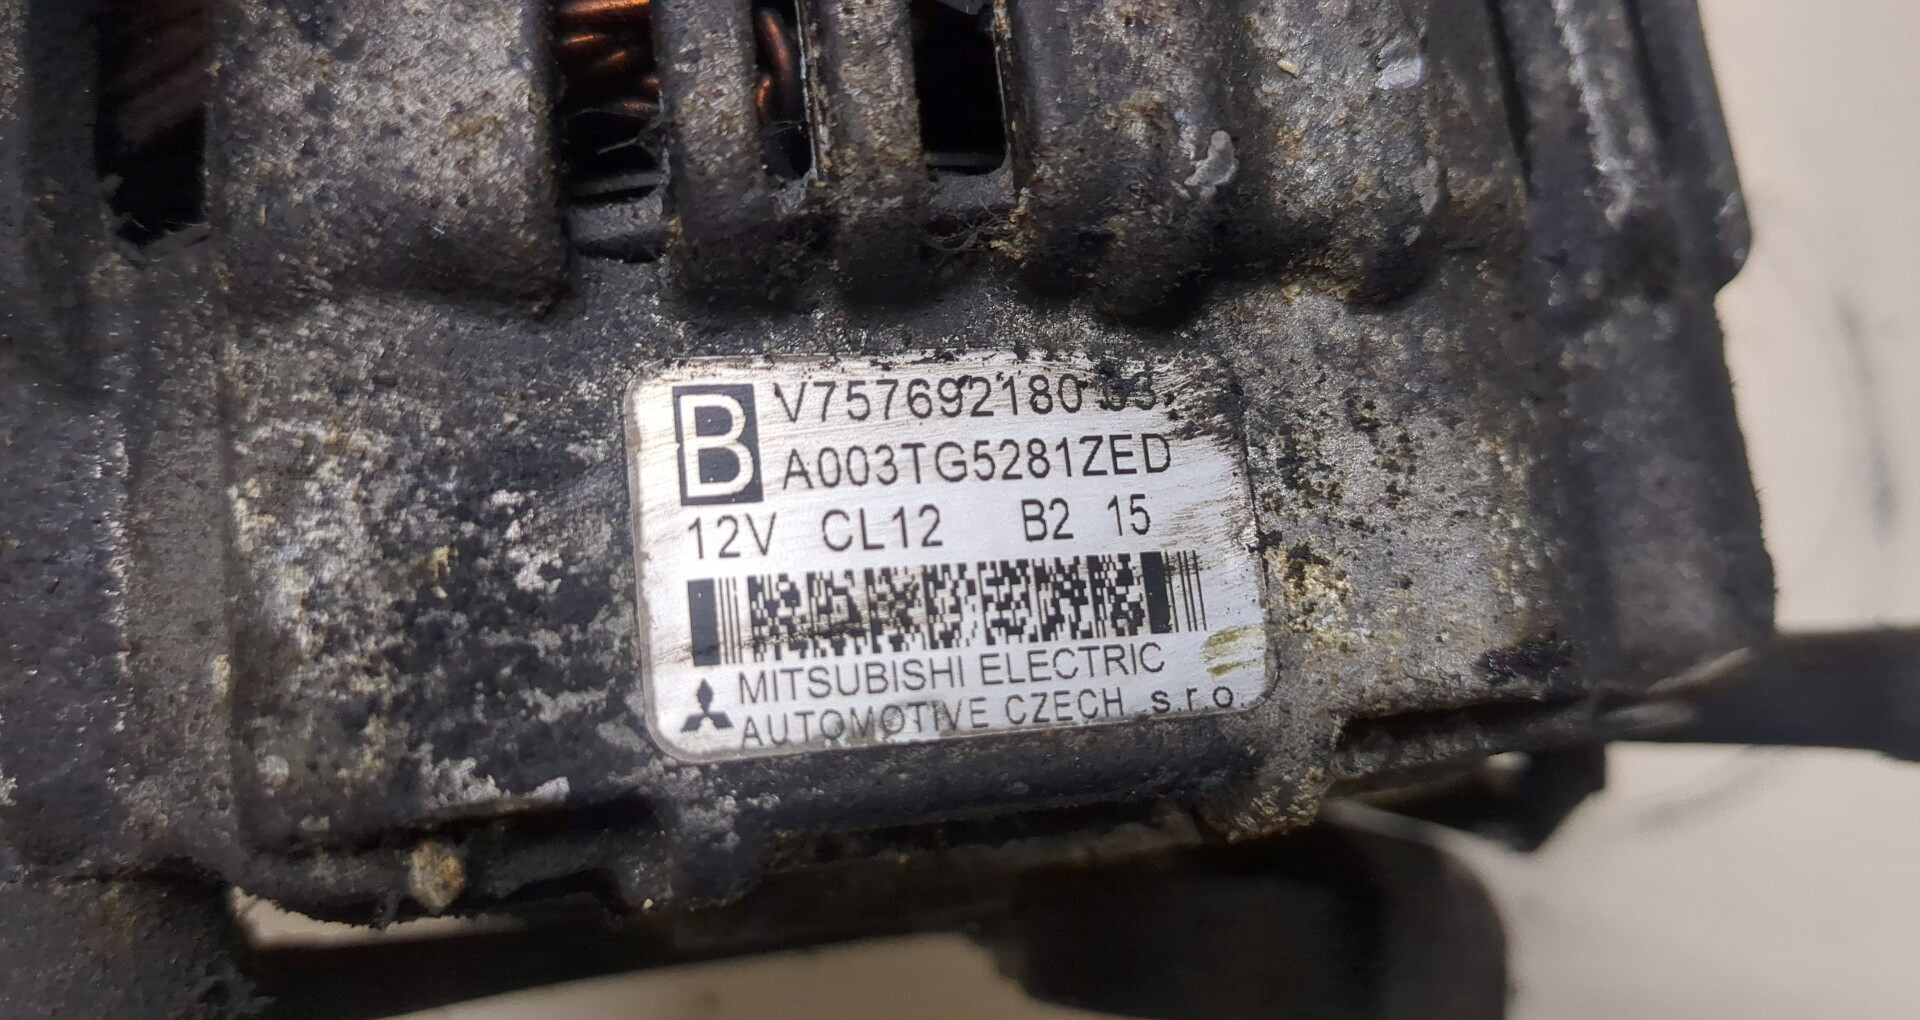 B V757692180
A003TG5281ZED
12V CL12 B2 15
MITSUBISHI ELECTRIC
AUTOMOTIVE CZECH s.r.o.